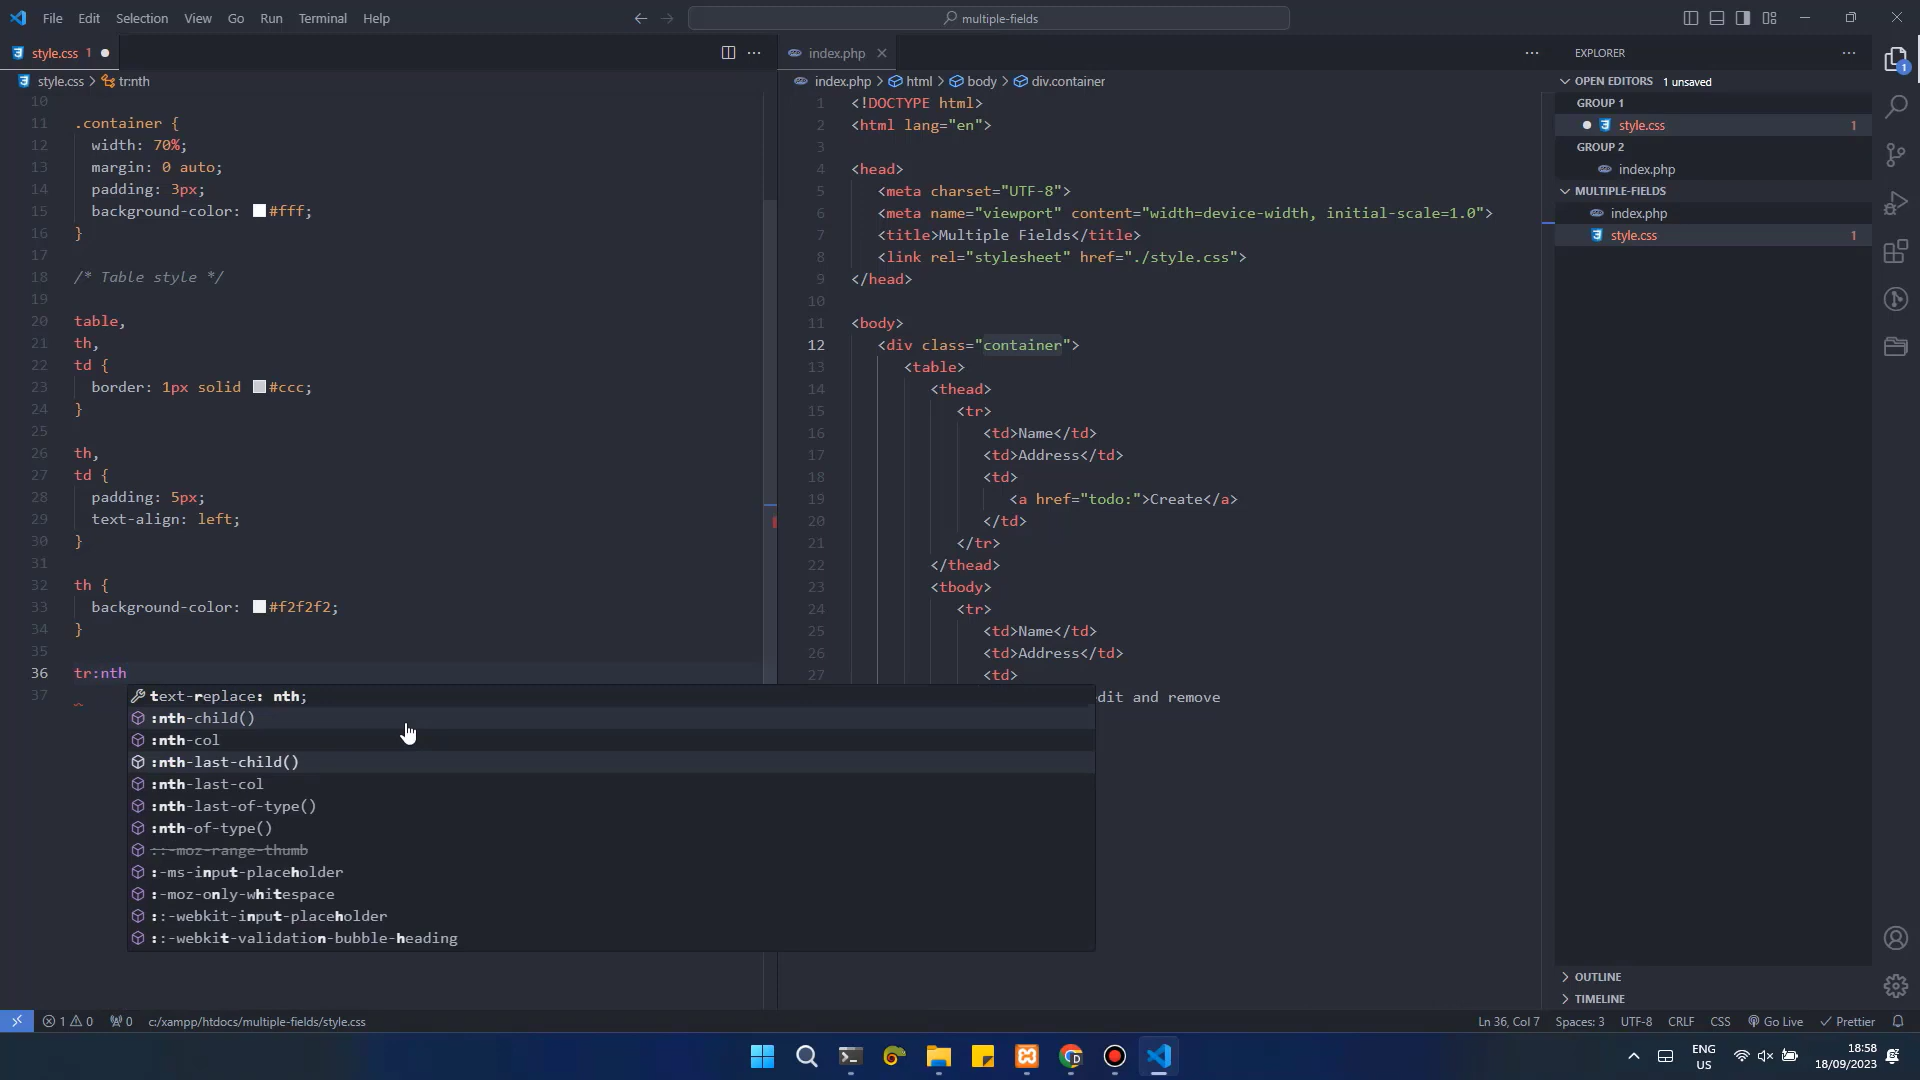 File Edit Selection View Go Run Terminal Help
multiple-fields
style.css 1
index.php
EXPLORER
style.css > tr:nth
index.php > html > body > div.container
OPEN EDITORS 1 unsaved
GROUP 1
style.css 1
GROUP 2
index.php
MULTIPLE-FIELDS
index.php
style.css 1
1
10
11 .container {
12 width: 70%;
13 margin: 0 auto;
14 padding: 3px;
15 background-color: #fff;
16 }
17
18 /* Table style */
19
20 table,
21 th,
22 td {
23 border: 1px solid #ccc;
24 }
25
26 th,
27 td {
28 padding: 5px;
29 text-align: left;
30 }
31
32 th {
33 background-color: #f2f2f2;
34 }
35
36 tr:nth
37
text-replace: nth;
:nth-child()
:nth-col
:nth-last-child()
:nth-last-col
:nth-last-of-type()
:nth-of-type()
::-moz-range-thumb
:-ms-input-placeholder
:-moz-only-whitespace
::-webkit-input-placeholder
::-webkit-validation-bubble-heading
1 <!DOCTYPE html>
2 <html lang="en">
3
4 <head>
5 <meta charset="UTF-8">
6 <meta name="viewport" content="width=device-width, initial-scale=1.0">
7 <title>Multiple Fields</title>
8 <link rel="stylesheet" href="./style.css">
9 </head>
10
11 <body>
12 <div class="container">
13 <table>
14 <thead>
15 <tr>
16 <td>Name</td>
17 <td>Address</td>
18 <td>
19 <a href="todo:">Create</a>
20 </td>
21 </tr>
22 </thead>
23 <tbody>
24 <tr>
25 <td>Name</td>
26 <td>Address</td>
27 <td>
dit and remove
OUTLINE
TIMELINE
1 0 0 c:/xampp/htdocs/multiple-fields/style.css
Ln 36, Col 7 Spaces: 3 UTF-8 CRLF CSS Go Live Prettier
ENG
US
18:58
18/09/2023